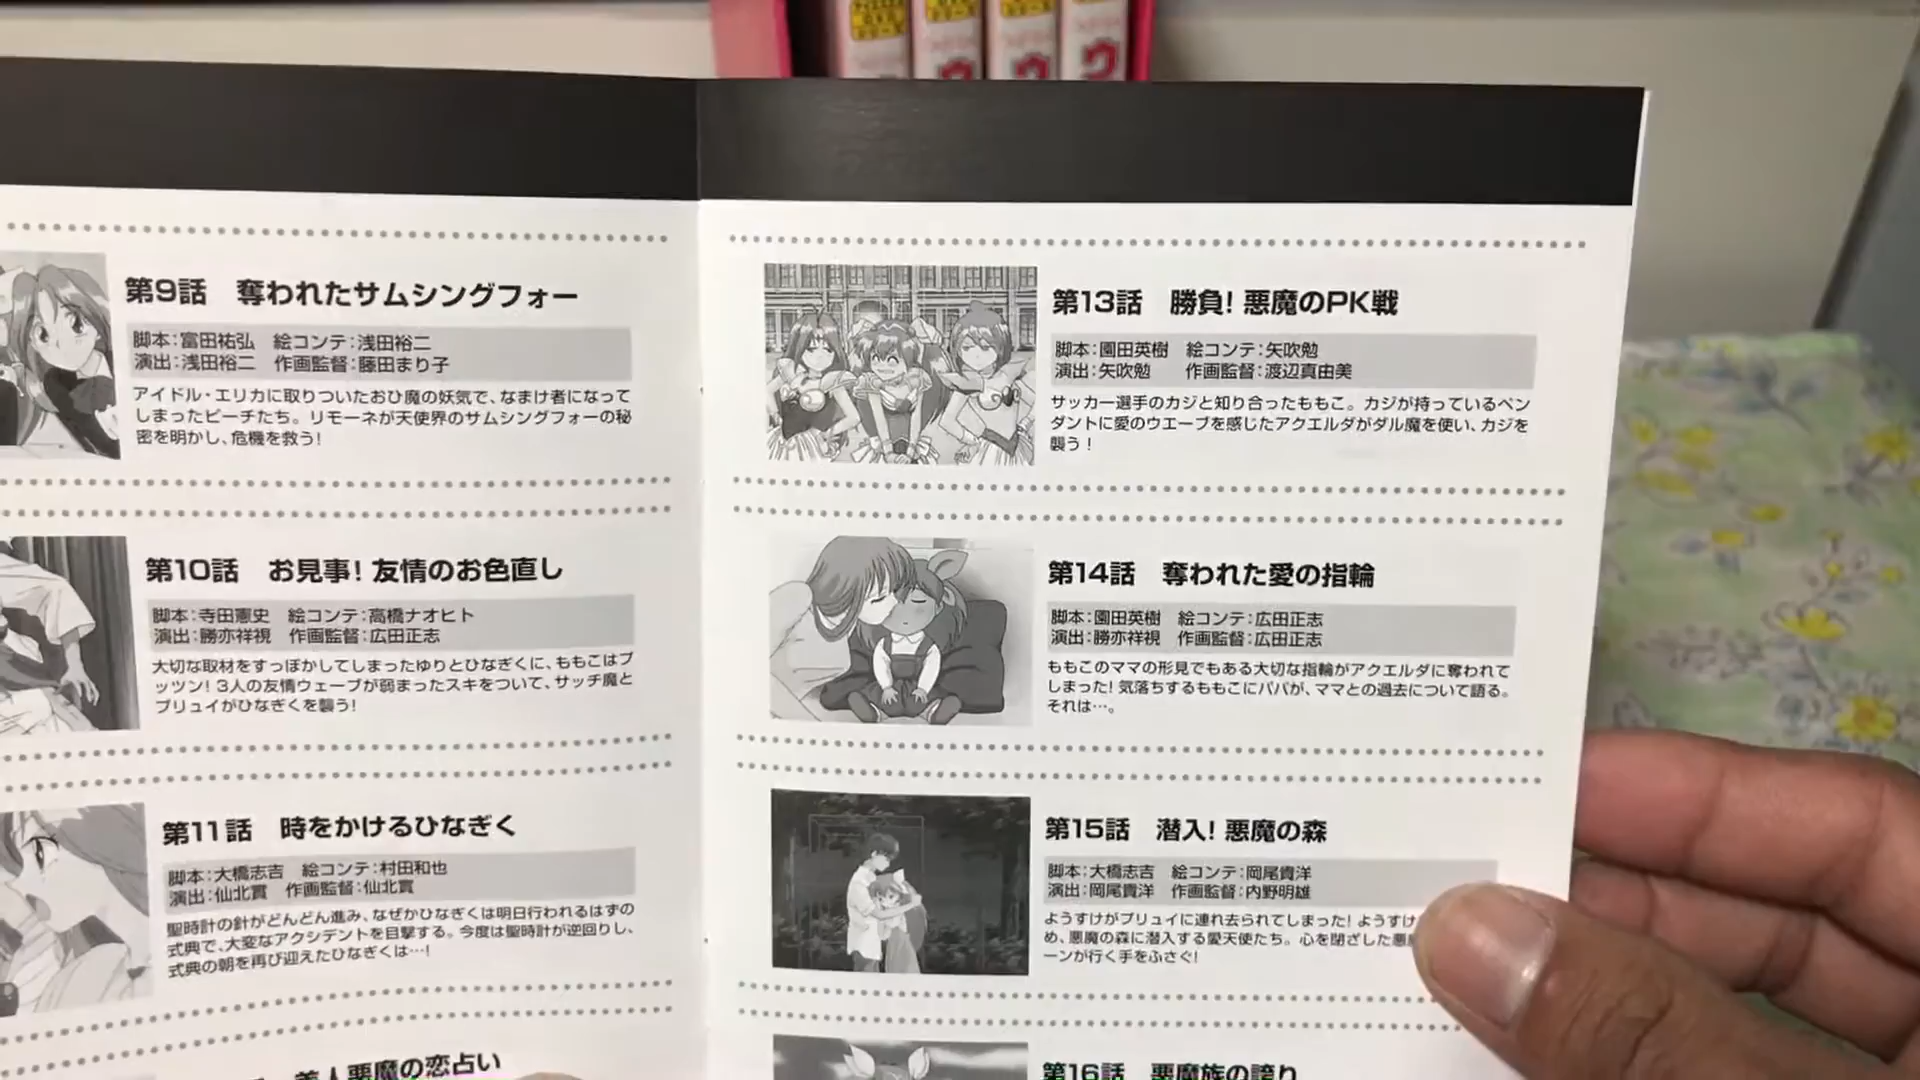 第9話 奪われたサムシングフォー
脚本:富田祐弘 絵コンテ:浅田裕二
演出:浅田裕二 作画監督:藤田まり子
アイドル・エリカに取りついたおひ魔の妖気で、なまけ者になって
しまったピーチたち。リモーネが天使界のサムシングフォーの秘
密を明かし、危機を救う!
第10話 お見事!友情のお色直し
脚本:寺田憲史 絵コンテ:高橋ナオヒト
演出:勝亦祥視 作画監督:広田正志
大切な取材をすっぽかしてしまったゆりとひなぎくに、ももこはプ
ッツン!3人の友情ウェーブが弱まったスキをついて、サッチ魔と
プリュイがひなぎくを襲う!
第11話 時をかけるひなぎく
脚本:大橋志吉 絵コンテ:村田和也
演出:仙北貫 作画監督:仙北貫
聖時計の針がどんどん進み、なぜかひなぎくは明日行われるはずの
式典で、大変なアクシデントを目撃する。今度は聖時計が逆回りし、
式典の朝を再び迎えたひなぎくは…!
美人悪魔の恋占い
第13話 勝負!悪魔のPK戦
脚本:園田英樹 絵コンテ:矢吹勉
演出:矢吹勉 作画監督:渡辺真由美
サッカー選手のカジと知り合ったももこ。カジが持っているペン
ダントに愛のウエーブを感じたアクエルダがダル魔を使い、カジを
襲う!
第14話 奪われた愛の指輪
脚本:園田英樹 絵コンテ:広田正志
演出:勝亦祥視 作画監督:広田正志
ももこのママの形見でもある大切な指輪がアクエルダに奪われて
しまった!気落ちするももこにパパが、ママとの過去について語る。
それは…。
第15話 潜入!悪魔の森
脚本:大橋志吉 絵コンテ:岡尾貴洋
演出:岡尾貴洋 作画監督:内野明雄
ようすけがプリュイに連れ去られてしまった!ようすけ
め、悪魔の森に潜入する愛天使たち。心を閉ざした悪
ーンが行く手をふさぐ!
第16話 悪魔族の誇り